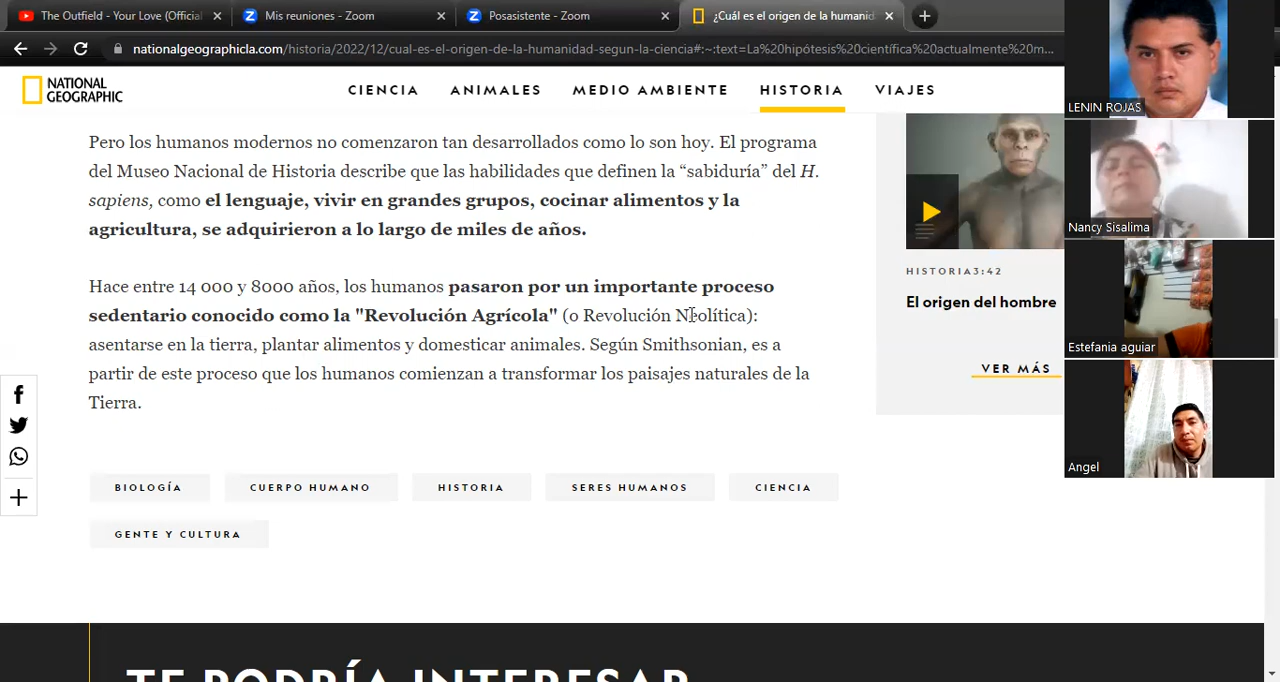 The Outfield - Your Love (Official
Mis reuniones - Zoom
Posasistente - Zoom
¿Cuál es el origen de la humanid
nationalgeographicla.com/historia/2022/12/cual-es-el-origen-de-la-humanidad-segun-la-ciencia#:~:text=La%20hipótesis%20científica%20actualmente%20m...
NATIONAL
GEOGRAPHIC
CIENCIA
ANIMALES
MEDIO AMBIENTE
HISTORIA
VIAJES
Pero los humanos modernos no comenzaron tan desarrollados como lo son hoy. El programa
del Museo Nacional de Historia describe que las habilidades que definen la “sabiduría” del H.
sapiens, como el lenguaje, vivir en grandes grupos, cocinar alimentos y la
agricultura, se adquirieron a lo largo de miles de años.
Hace entre 14 000 y 8000 años, los humanos pasaron por un importante proceso
sedentario conocido como la "Revolución Agrícola" (o Revolución Neolítica):
asentarse en la tierra, plantar alimentos y domesticar animales. Según Smithsonian, es a
partir de este proceso que los humanos comienzan a transformar los paisajes naturales de la
Tierra.
HISTORIA3:42
El origen del hombre
VER MÁS
BIOLOGÍA
CUERPO HUMANO
HISTORIA
SERES HUMANOS
CIENCIA
GENTE Y CULTURA
TE PODRÍA INTERESAR
LENIN ROJAS
Nancy Sisalima
Estefania aguiar
Angel